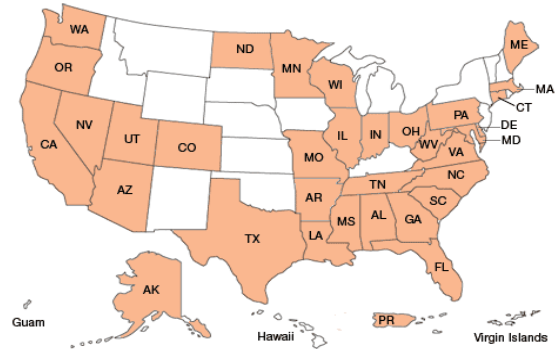 WA
ND
ME
MN
OR
WI
MA
CT
NV
PA
IL
IN
OH
DE
UT
CO
WV
MD
CA
VA
MO
NC
TN
AZ
AR
SC
MS
AL
GA
LA
TX
FL
AK
PR
Guam
Hawaii
Virgin Islands